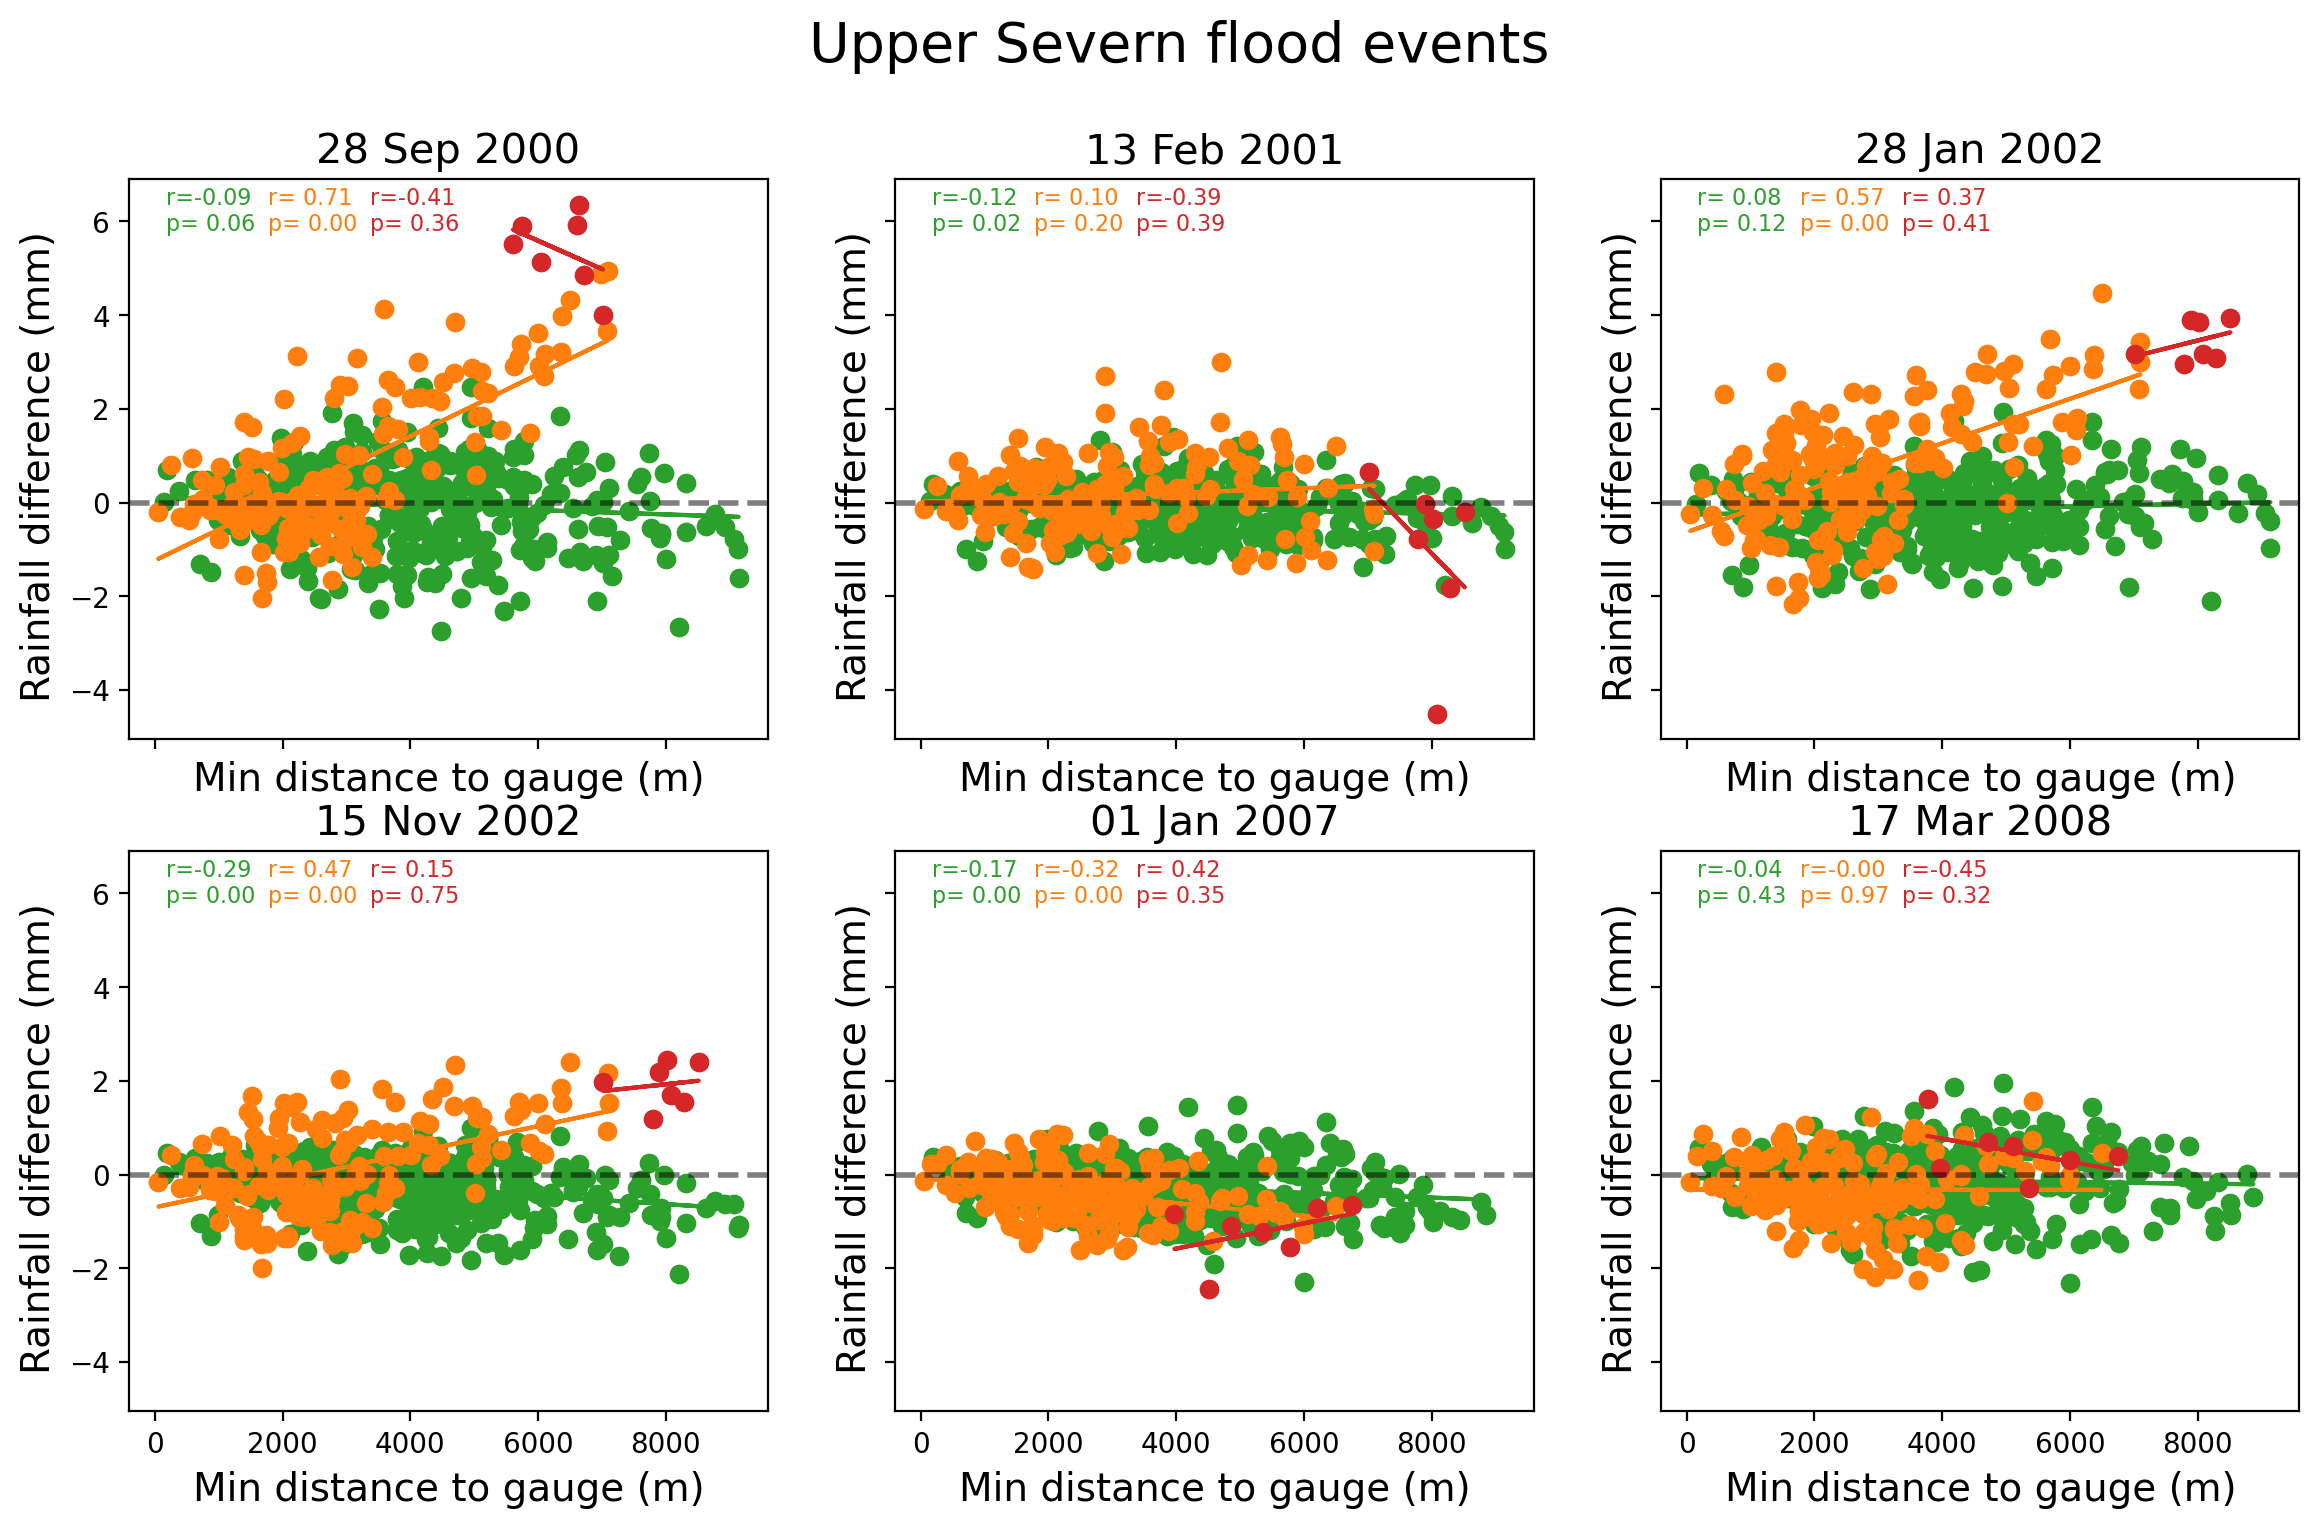 Upper Severn flood events
28 Sep 2000
r=-0.09 r= 0.71 r=-0.41
p= 0.06 p= 0.00 p= 0.36
6
4
2
0
−2
−4
Rainfall difference (mm)
Min distance to gauge (m)
13 Feb 2001
r=-0.12 r= 0.10 r=-0.39
p= 0.02 p= 0.20 p= 0.39
Rainfall difference (mm)
Min distance to gauge (m)
28 Jan 2002
r= 0.08 r= 0.57 r= 0.37
p= 0.12 p= 0.00 p= 0.41
Rainfall difference (mm)
Min distance to gauge (m)
15 Nov 2002
r=-0.29 r= 0.47 r= 0.15
p= 0.00 p= 0.00 p= 0.75
6
4
2
0
−2
−4
Rainfall difference (mm)
0 2000 4000 6000 8000
Min distance to gauge (m)
01 Jan 2007
r=-0.17 r=-0.32 r= 0.42
p= 0.00 p= 0.00 p= 0.35
Rainfall difference (mm)
0 2000 4000 6000 8000
Min distance to gauge (m)
17 Mar 2008
r=-0.04 r=-0.00 r=-0.45
p= 0.43 p= 0.97 p= 0.32
Rainfall difference (mm)
0 2000 4000 6000 8000
Min distance to gauge (m)